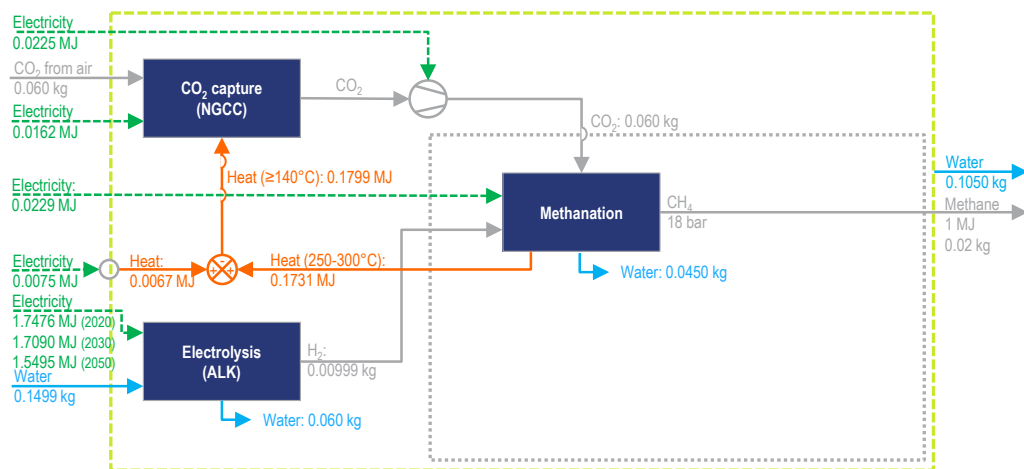 Electricity
0.0225 MJ
CO₂ from air
0.060 kg
Electricity
0.0162 MJ
CO₂ capture
(NGCC)
CO₂
CO₂: 0.060 kg
Heat (≥140°C): 0.1799 MJ
Electricity:
0.0229 MJ
Methanation
CH₄
18 bar
Water
0.1050 kg
Methane
1 MJ
0.02 kg
Electricity
0.0075 MJ
Heat:
0.0067 MJ
-
+
+
Heat (250-300°C):
0.1731 MJ
Water: 0.0450 kg
Electricity
1.7476 MJ (2020)
1.7090 MJ (2030)
1.5495 MJ (2050)
Water
0.1499 kg
Electrolysis
(ALK)
H₂:
0.00999 kg
Water: 0.060 kg